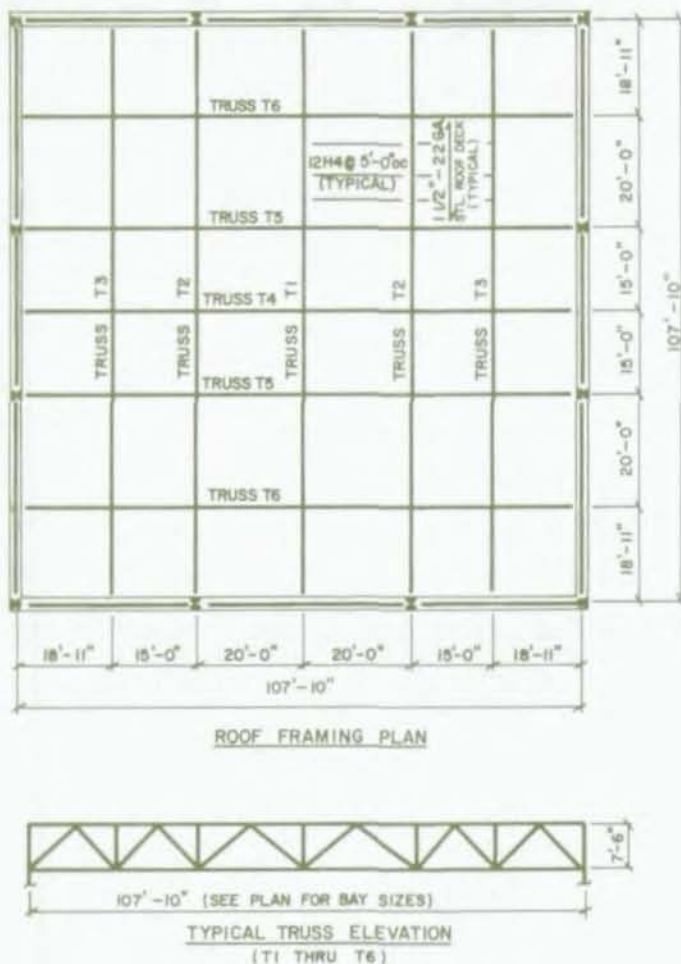 TRUSS T6
12H4@ 5'-0"oc
(TYPICAL)
1 1/2" - 22 GA.
STL. ROOF DECK
(TYPICAL)
TRUSS T5
TRUSS T3
TRUSS T2
TRUSS T4
TRUSS T1
TRUSS T2
TRUSS T3
TRUSS T5
TRUSS T6
18'-11"
20'-0"
15'-0"
15'-0"
20'-0"
18'-11"
107'-10"
18'-11"
15'-0"
20'-0"
20'-0"
15'-0"
18'-11"
107'-10"
ROOF FRAMING PLAN
7'-6"
107'-10" (SEE PLAN FOR BAY SIZES)
TYPICAL TRUSS ELEVATION
(T1 THRU T6)